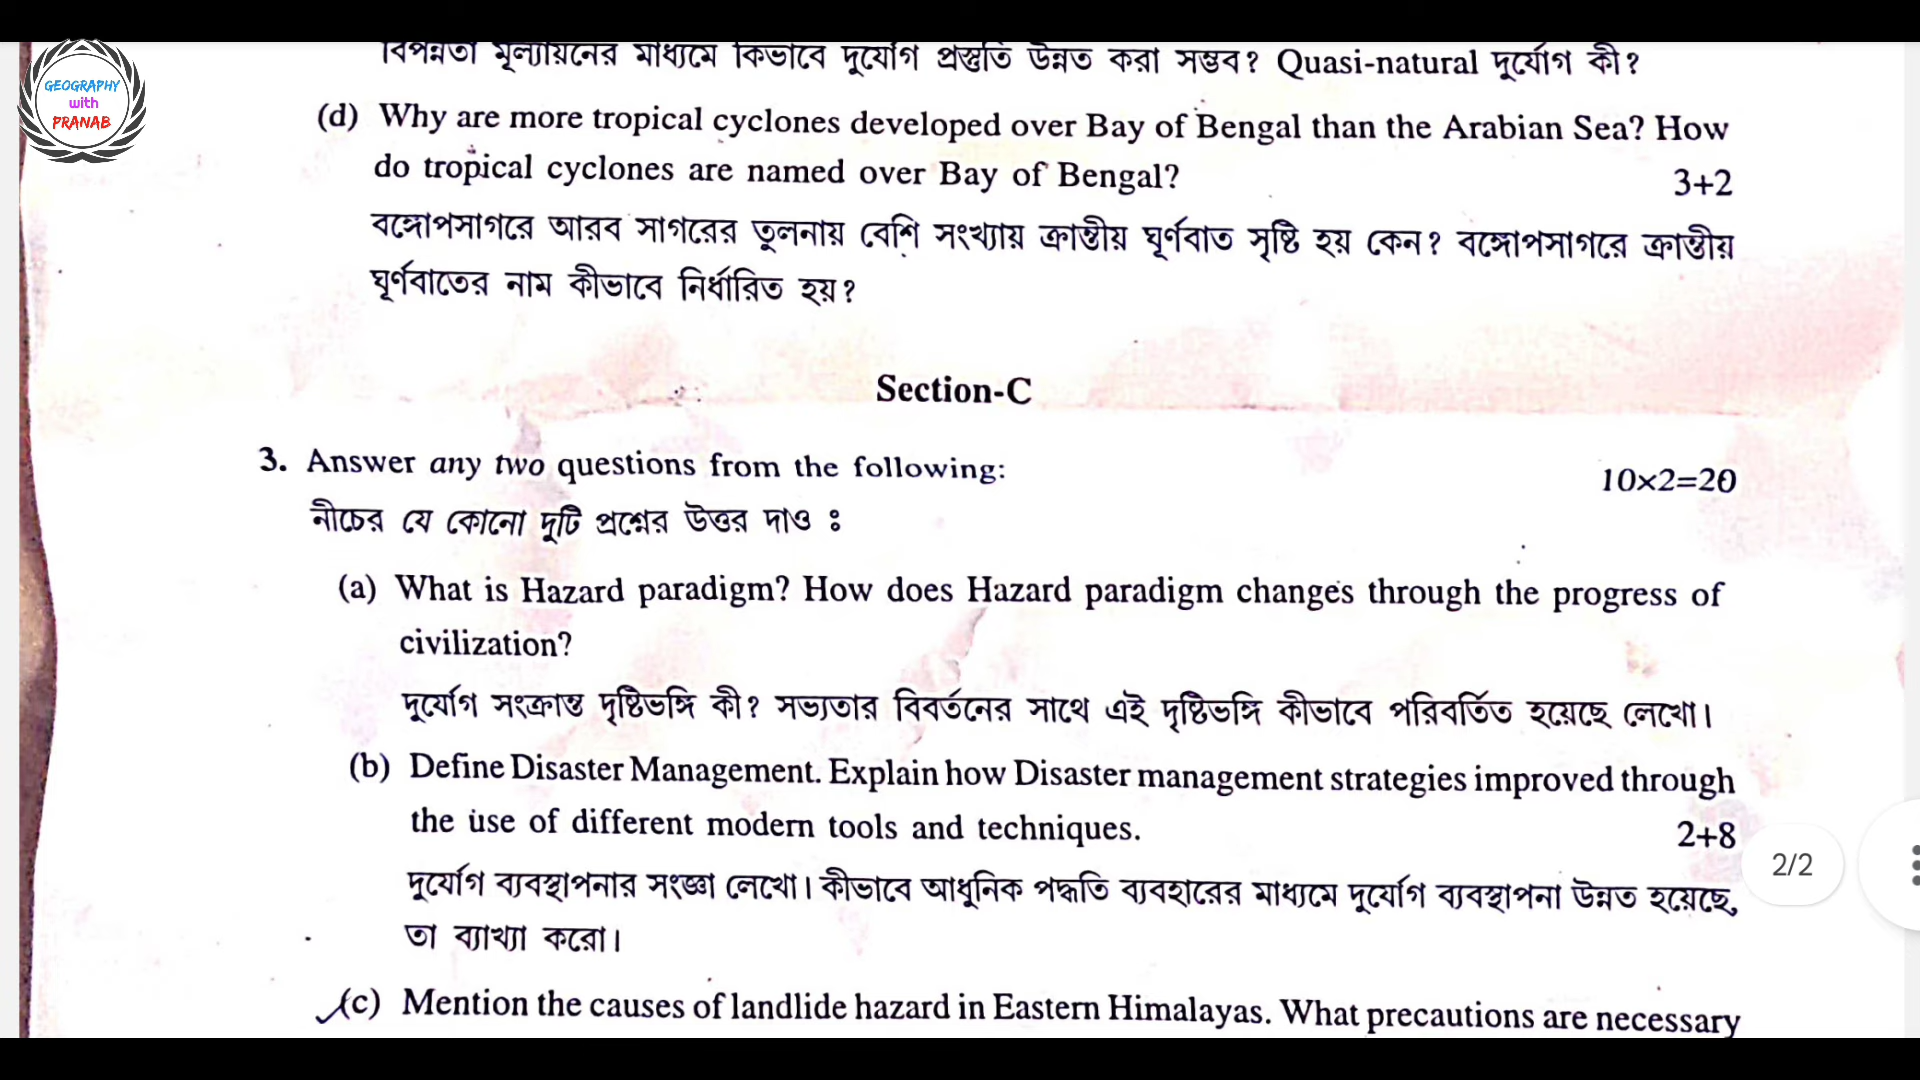 GEOGRAPHY
with
PRANAB
বিপন্নতা মূল্যায়নের মাধ্যমে কিভাবে দুর্যোগ প্রস্তুতি উন্নত করা সম্ভব? Quasi-natural দুর্যোগ কী?
(d) Why are more tropical cyclones developed over Bay of Bengal than the Arabian Sea? How
do tropical cyclones are named over Bay of Bengal? 3+2
বঙ্গোপসাগরে আরব সাগরের তুলনায় বেশি সংখ্যায় ক্রান্তীয় ঘূর্ণবাত সৃষ্টি হয় কেন? বঙ্গোপসাগরে ক্রান্তীয়
ঘূর্ণবাতের নাম কীভাবে নির্ধারিত হয়?
Section-C
3. Answer any two questions from the following: 10×2=20
নীচের যে কোনো দুটি প্রশ্নের উত্তর দাও ঃ
(a) What is Hazard paradigm? How does Hazard paradigm changes through the progress of
civilization?
দুর্যোগ সংক্রান্ত দৃষ্টিভঙ্গি কী? সভ্যতার বিবর্তনের সাথে এই দৃষ্টিভঙ্গি কীভাবে পরিবর্তিত হয়েছে লেখো।
(b) Define Disaster Management. Explain how Disaster management strategies improved through
the use of different modern tools and techniques. 2+8
2/2
দুর্যোগ ব্যবস্থাপনার সংজ্ঞা লেখো। কীভাবে আধুনিক পদ্ধতি ব্যবহারের মাধ্যমে দুর্যোগ ব্যবস্থাপনা উন্নত হয়েছে,
তা ব্যাখ্যা করো।
(c) Mention the causes of landlide hazard in Eastern Himalayas. What precautions are necessary